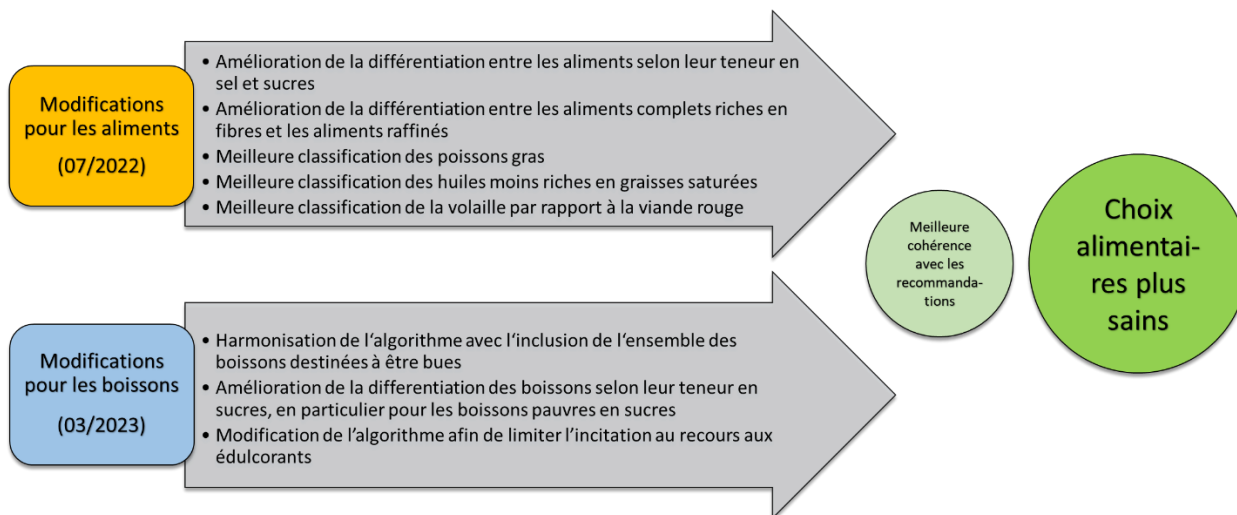 Modifications
pour les aliments
(07/2022)
• Amélioration de la différentiation entre les aliments selon leur teneur en
sel et sucres
• Amélioration de la différentiation entre les aliments complets riches en
fibres et les aliments raffinés
• Meilleure classification des poissons gras
• Meilleure classification des huiles moins riches en graisses saturées
• Meilleure classification de la volaille par rapport à la viande rouge
Modifications
pour les boissons
(03/2023)
• Harmonisation de l‘algorithme avec l‘inclusion de l‘ensemble des
boissons destinées à être bues
• Amélioration de la differentiation des boissons selon leur teneur en
sucres, en particulier pour les boissons pauvres en sucres
• Modification de l’algorithme afin de limiter l’incitation au recours aux
édulcorants
Meilleure
cohérence
avec les
recommanda-
tions
Choix
alimentai-
res plus
sains